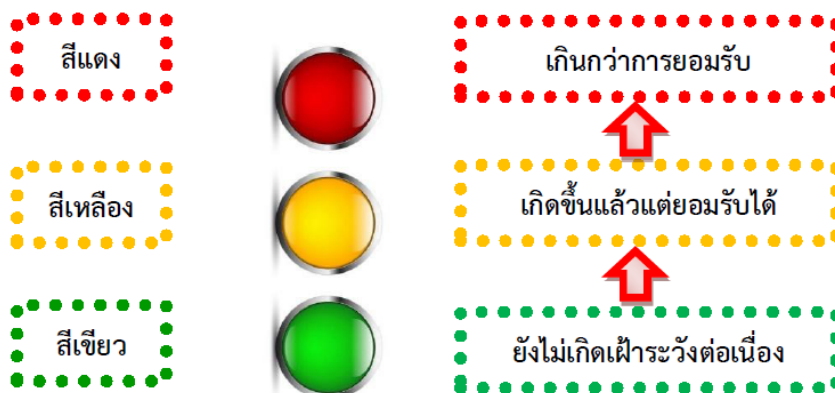 สีแดง
เกินกว่าการยอมรับ
สีเหลือง
เกิดขึ้นแล้วแต่ยอมรับได้
สีเขียว
ยังไม่เกิดเฝ้าระวังต่อเนื่อง